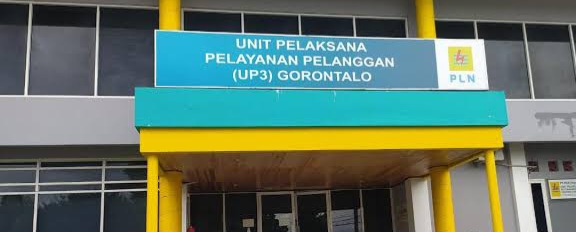 UNIT PELAKSANA
PELAYANAN PELANGGAN
(UP3) GORONTALO
PLN